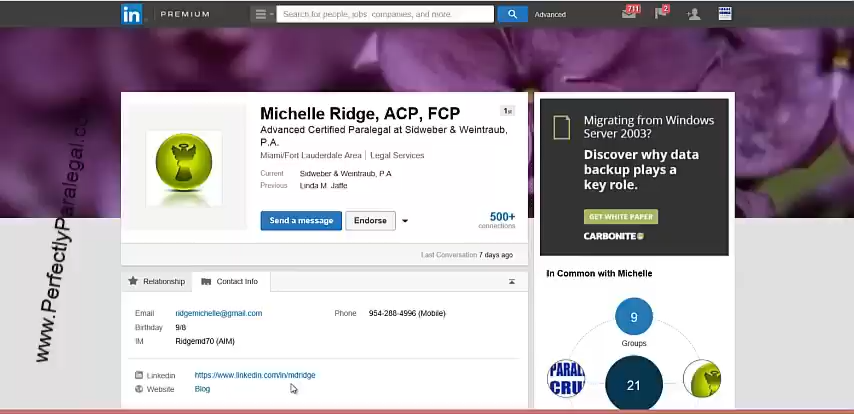 in PREMIUM Search for people, jobs, companies, and more. Advanced 711 2
www.PerfectlyParalegal.co
Michelle Ridge, ACP, FCP
1st
Advanced Certified Paralegal at Sidweber & Weintraub,
P.A.
Miami/Fort Lauderdale Area | Legal Services
Current Sidweber & Weintraub, P.A
Previous Linda M. Jaffe
Send a message Endorse
500+
connections
Last Conversation 7 days ago
Relationship Contact Info
Email ridgemichelle@gmail.com Phone 954-288-4996 (Mobile)
Birthday 9/8
IM Ridgemd70 (AIM)
LinkedIn https://www.linkedin.com/in/mdridge
Website Blog
Migrating from Windows
Server 2003?
Discover why data
backup plays a
key role.
GET WHITE PAPER
CARBONITE
In Common with Michelle
9
Groups
PARAL
CRU
21